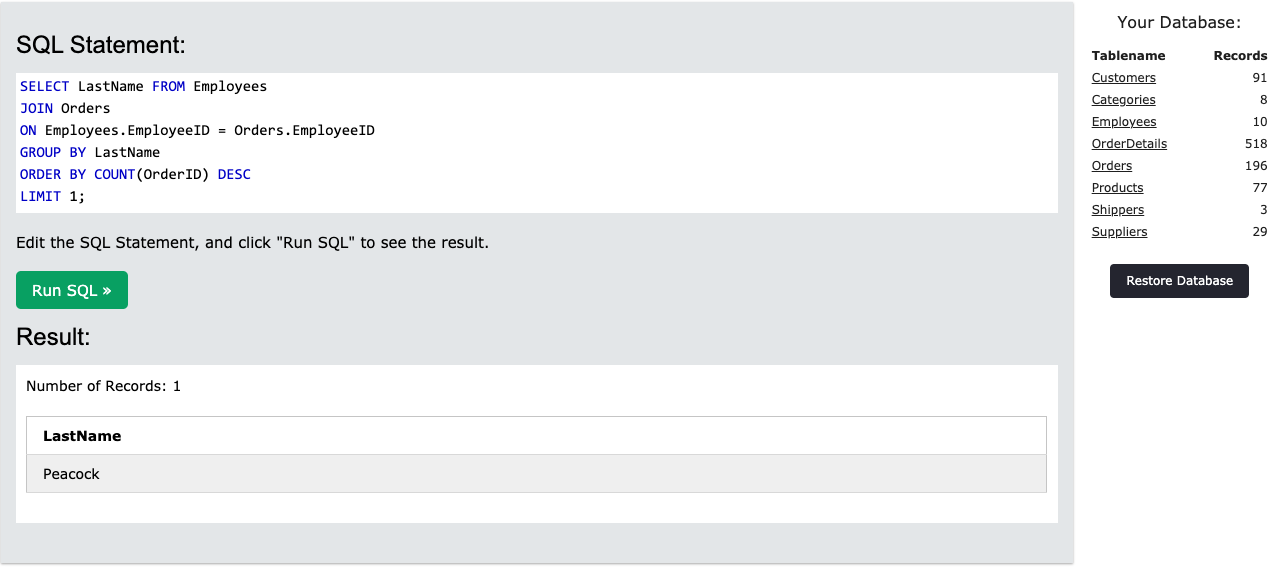 SQL Statement:
SELECT LastName FROM Employees
JOIN Orders
ON Employees.EmployeeID = Orders.EmployeeID
GROUP BY LastName
ORDER BY COUNT(OrderID) DESC
LIMIT 1;
Edit the SQL Statement, and click "Run SQL" to see the result.
Run SQL »
Result:
Number of Records: 1
LastName
Peacock
Your Database:
Tablename Records
Customers 91
Categories 8
Employees 10
OrderDetails 518
Orders 196
Products 77
Shippers 3
Suppliers 29
Restore Database